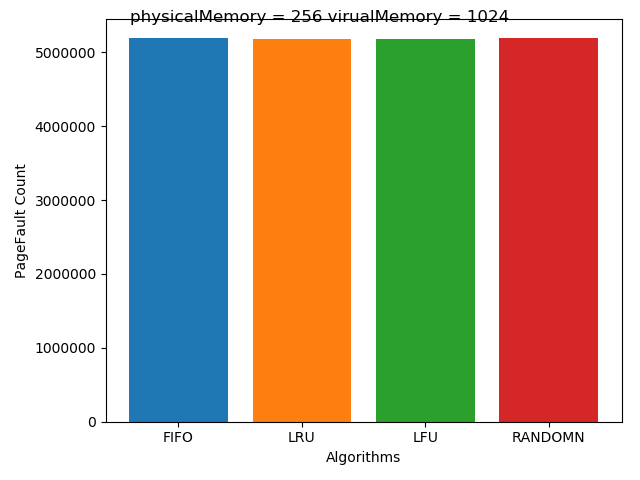 physicalMemory = 256 virualMemory = 1024
5000000
4000000
3000000
2000000
1000000
0
PageFault Count
FIFO LRU LFU RANDOMN
Algorithms